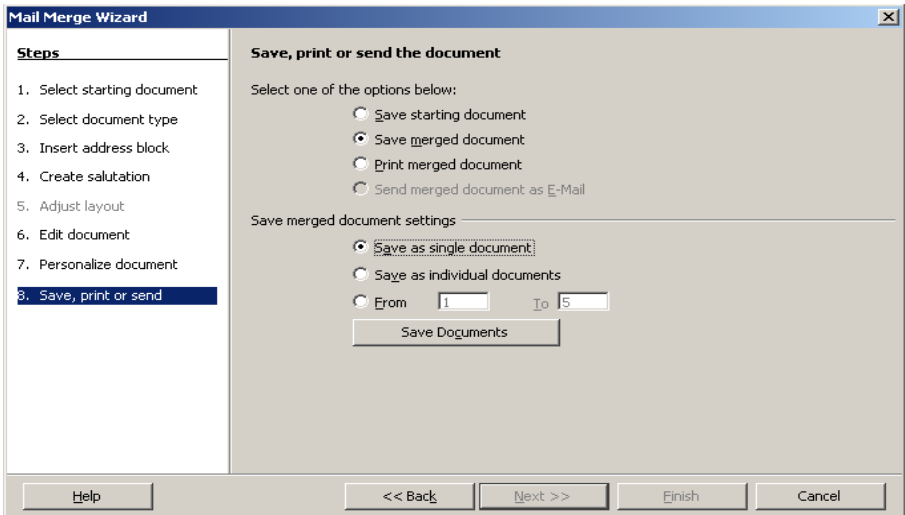 Mail Merge Wizard
Steps
1. Select starting document
2. Select document type
3. Insert address block
4. Create salutation
5. Adjust layout
6. Edit document
7. Personalize document
8. Save, print or send
Save, print or send the document
Select one of the options below:
Save starting document
Save merged document
Print merged document
Send merged document as E-Mail
Save merged document settings
Save as single document
Save as individual documents
From 1 To 5
Save Documents
Help << Back Next >> Finish Cancel